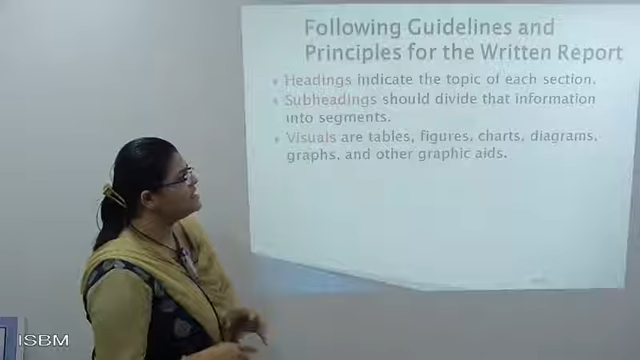 Following Guidelines and
Principles for the Written Report
Headings indicate the topic of each section.
Subheadings should divide that information
into segments.
Visuals are tables, figures, charts, diagrams,
graphs, and other graphic aids.
ISBM